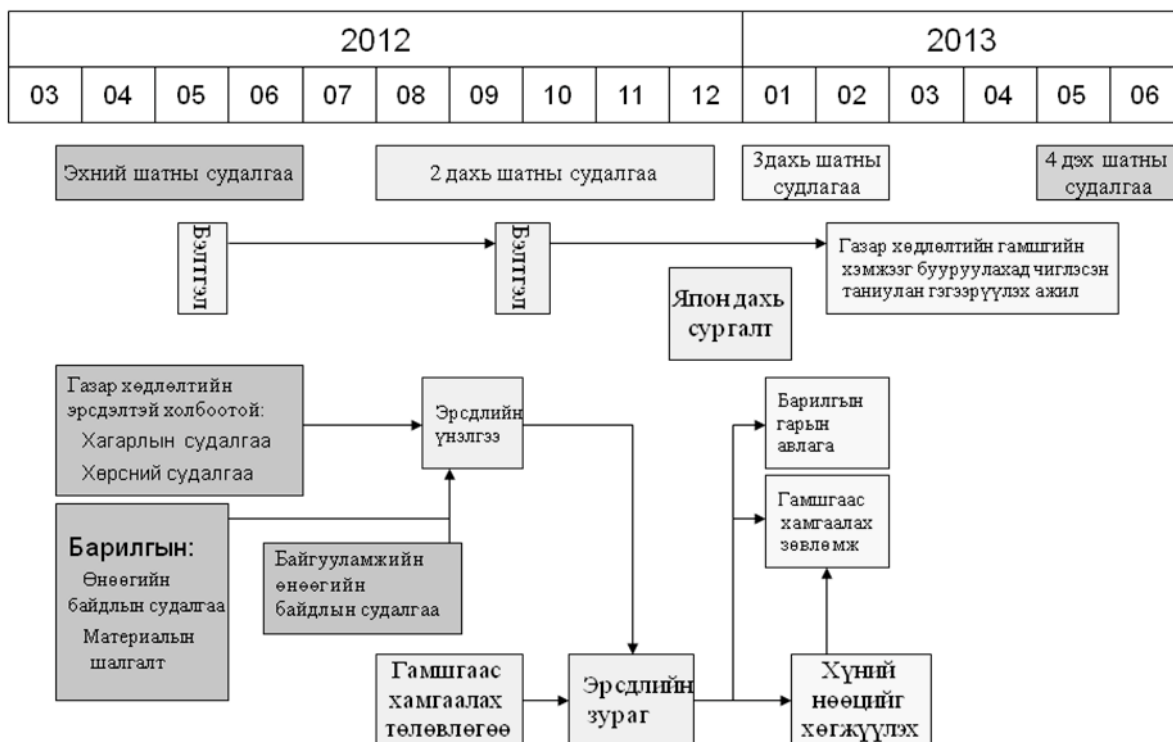 2012
2013
03 04 05 06 07 08 09 10 11 12 01 02 03 04 05 06
Эхний шатны судалгаа
2 дахь шатны судалгаа
3дахь шатны
судлагаа
4 дэх шатны
судалгаа
Бэлтгэл
Бэлтгэл
Газар хөдлөлтийн гамшгийн
хэмжээг бууруулахад чиглэсэн
таниулан гэгээрүүлэх ажил
Япон дахь
сургалт
Газар хөдлөлтийн
эрсдэлтэй холбоотой:
Хагарлын судалгаа
Хөрсний судалгаа
Эрсдлийн
үнэлгээ
Барилгын
гарын
авлага
Гамшгаас
хамгаалах
зөвлөмж
Барилгын:
Өнөөгийн
байдлын судалгаа
Материалын
шалгалт
Байгууламжийн
өнөөгийн
байдлын судалгаа
Гамшгаас
хамгаалах
төлөвлөгөө
Эрсдлийн
зураг
Хүний
нөөцийг
хөгжүүлэх